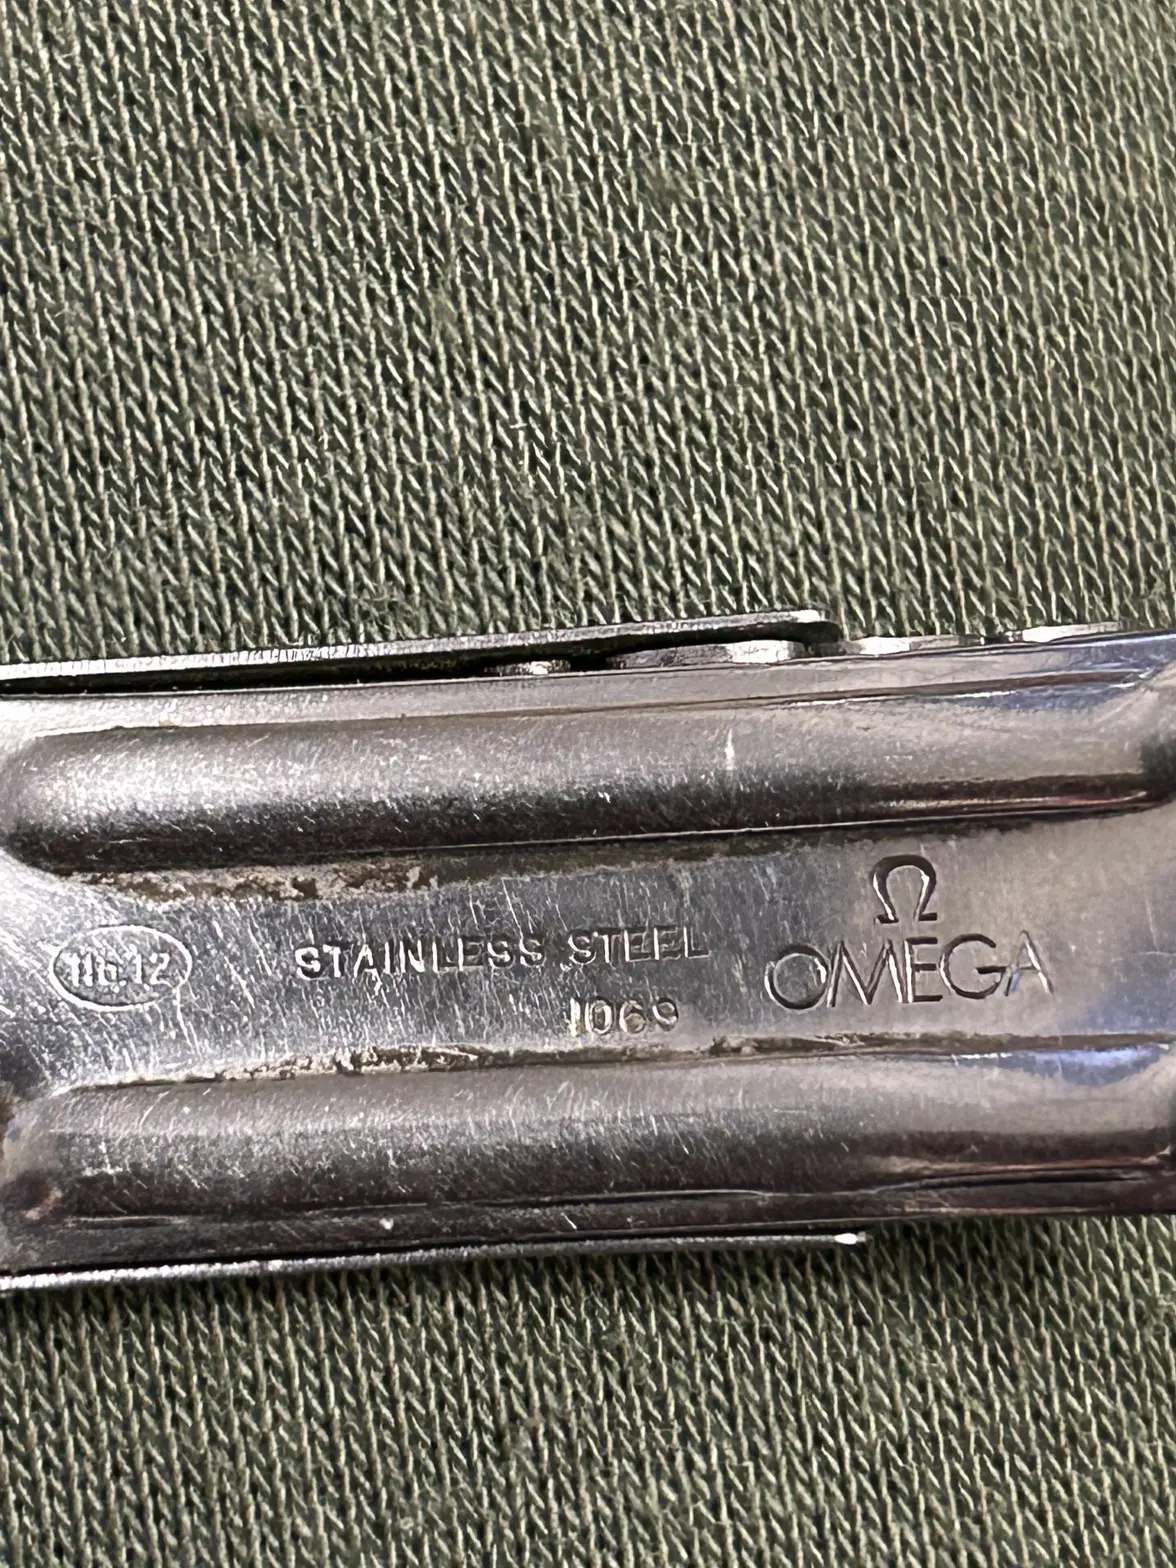 No.12
STAINLESS STEEL
1069
Ω
OMEGA